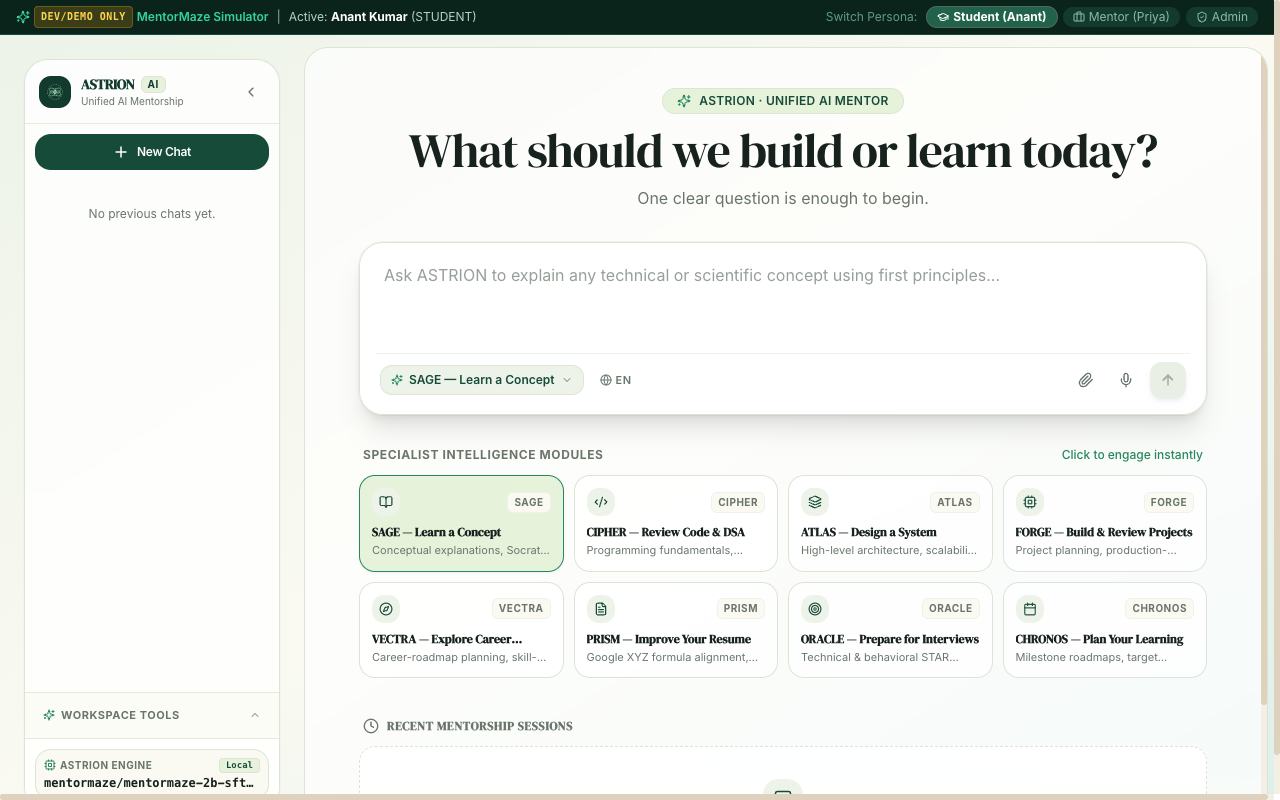 DEV/DEMO ONLY MentorMaze Simulator | Active: Anant Kumar (STUDENT) Switch Persona: Student (Anant) Mentor (Priya) Admin
ASTRION AI
Unified AI Mentorship
New Chat
No previous chats yet.
WORKSPACE TOOLS
ASTRION ENGINE Local
mentormaze/mentormaze-2b-sft…
ASTRION · UNIFIED AI MENTOR
What should we build or learn today?
One clear question is enough to begin.
Ask ASTRION to explain any technical or scientific concept using first principles...
SAGE — Learn a Concept EN
SPECIALIST INTELLIGENCE MODULES Click to engage instantly
SAGE
SAGE — Learn a Concept
Conceptual explanations, Socrat…
CIPHER
CIPHER — Review Code & DSA
Programming fundamentals,…
ATLAS
ATLAS — Design a System
High-level architecture, scalabili…
FORGE
FORGE — Build & Review Projects
Project planning, production-…
VECTRA
VECTRA — Explore Career…
Career-roadmap planning, skill-…
PRISM
PRISM — Improve Your Resume
Google XYZ formula alignment,…
ORACLE
ORACLE — Prepare for Interviews
Technical & behavioral STAR…
CHRONOS
CHRONOS — Plan Your Learning
Milestone roadmaps, target…
RECENT MENTORSHIP SESSIONS